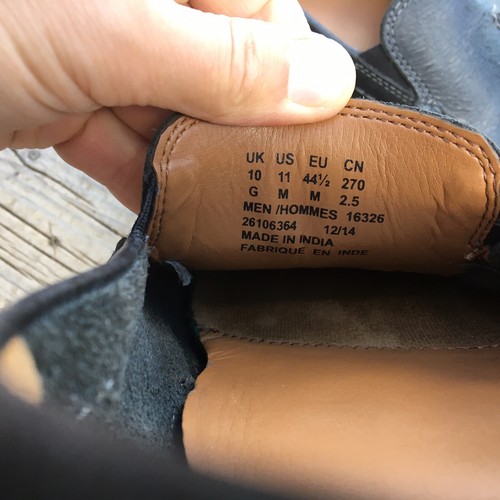 UK US EU CN
10 11 44½ 270
G M M 2.5
MEN /HOMMES 16326
26106364 12/14
MADE IN INDIA
FABRIQUÉ EN INDE